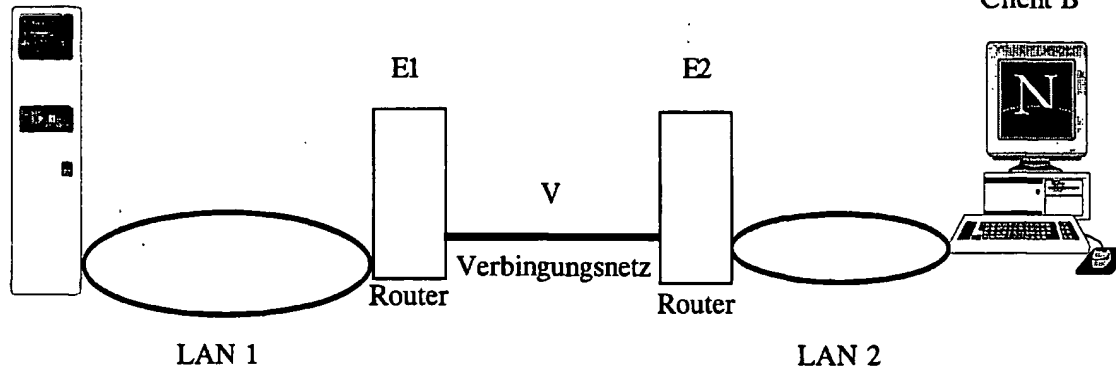 Client B
E1
E2
N
V
Verbingungsnetz
Router
Router
LAN 1
LAN 2